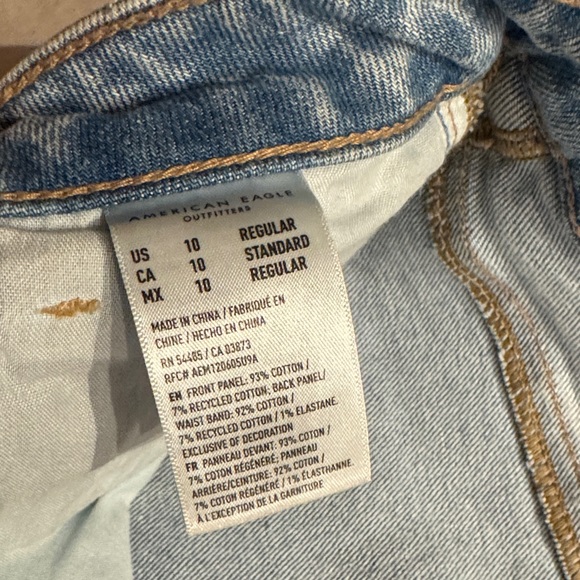 AMERICAN EAGLE
OUTFITTERS
US 10 REGULAR
CA 10 STANDARD
MX 10 REGULAR
MADE IN CHINA / FABRIQUÉ EN
CHINE / HECHO EN CHINA
RN 54485 / CA 03873
RFC# AEM120605U9A
EN FRONT PANEL: 93% COTTON /
7% RECYCLED COTTON; BACK PANEL/
WAIST BAND: 92% COTTON /
7% RECYCLED COTTON / 1% ELASTANE.
EXCLUSIVE OF DECORATION
FR PANNEAU DEVANT: 93% COTON /
7% COTON RÉGÉNÉRÉ; PANNEAU
ARRIÈRE/CEINTURE: 92% COTON /
7% COTON RÉGÉNÉRÉ / 1% ÉLASTHANNE.
À L'EXCEPTION DE LA GARNITURE